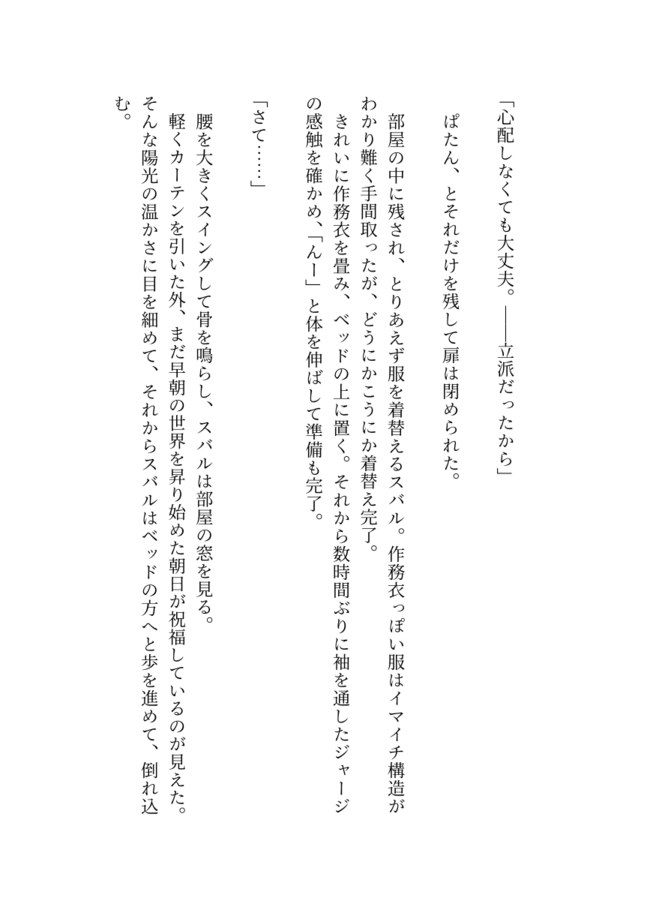 「心配しなくても大丈夫。――立派だったから」
ぱたん、とそれだけを残して扉は閉められた。
部屋の中に残され、とりあえず服を着替えるスバル。作務衣っぽい服はイマイチ構造が
わかり難く手間取ったが、どうにかこうにか着替え完了。
きれいに作務衣を畳み、ベッドの上に置く。それから数時間ぶりに袖を通したジャージ
の感触を確かめ、「んー」と体を伸ばして準備も完了。
「さて……」
腰を大きくスイングして骨を鳴らし、スバルは部屋の窓を見る。
軽くカーテンを引いた外、まだ早朝の世界を昇り始めた朝日が祝福しているのが見えた。
そんな陽光の温かさに目を細めて、それからスバルはベッドの方へと歩を進めて、倒れ込
む。